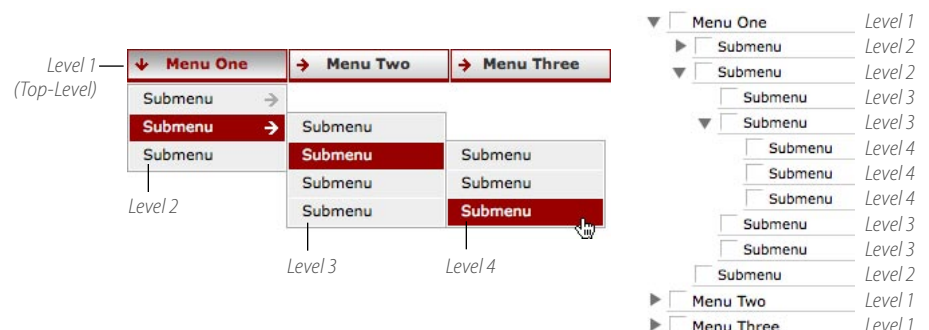 Level 1
(Top-Level)
Menu One
Menu Two
Menu Three
Submenu
Submenu
Submenu
Level 2
Submenu
Submenu
Submenu
Submenu
Level 3
Submenu
Submenu
Submenu
Level 4
Menu One Level 1
Submenu Level 2
Submenu Level 2
Submenu Level 3
Submenu Level 3
Submenu Level 4
Submenu Level 4
Submenu Level 4
Submenu Level 3
Submenu Level 3
Submenu Level 2
Menu Two Level 1
Menu Three Level 1